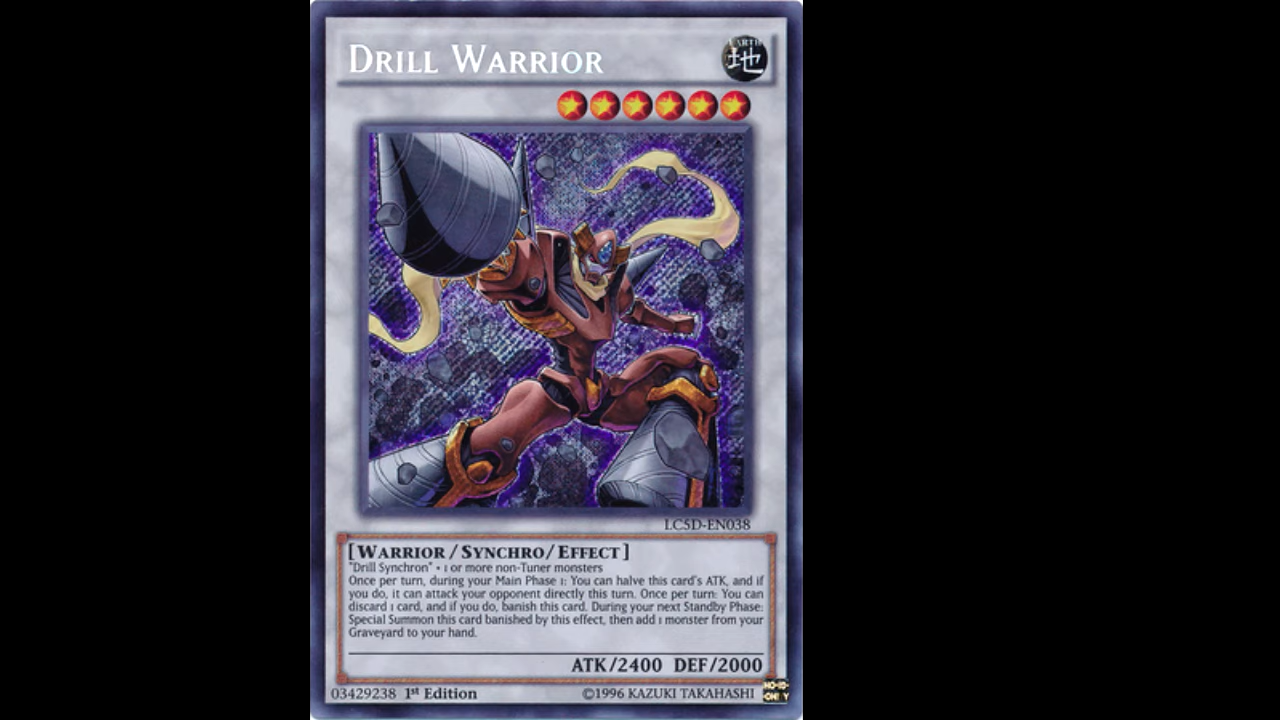 DRILL WARRIOR
EARTH
地
LC5D-EN038
[WARRIOR/SYNCHRO/EFFECT]
"Drill Synchron" + 1 or more non-Tuner monsters
Once per turn, during your Main Phase 1: You can halve this card's ATK, and if
you do, it can attack your opponent directly this turn. Once per turn: You can
discard 1 card, and if you do, banish this card. During your next Standby Phase:
Special Summon this card banished by this effect, then add 1 monster from your
Graveyard to your hand.
ATK/2400 DEF/2000
03429238 1st Edition ©1996 KAZUKI TAKAHASHI